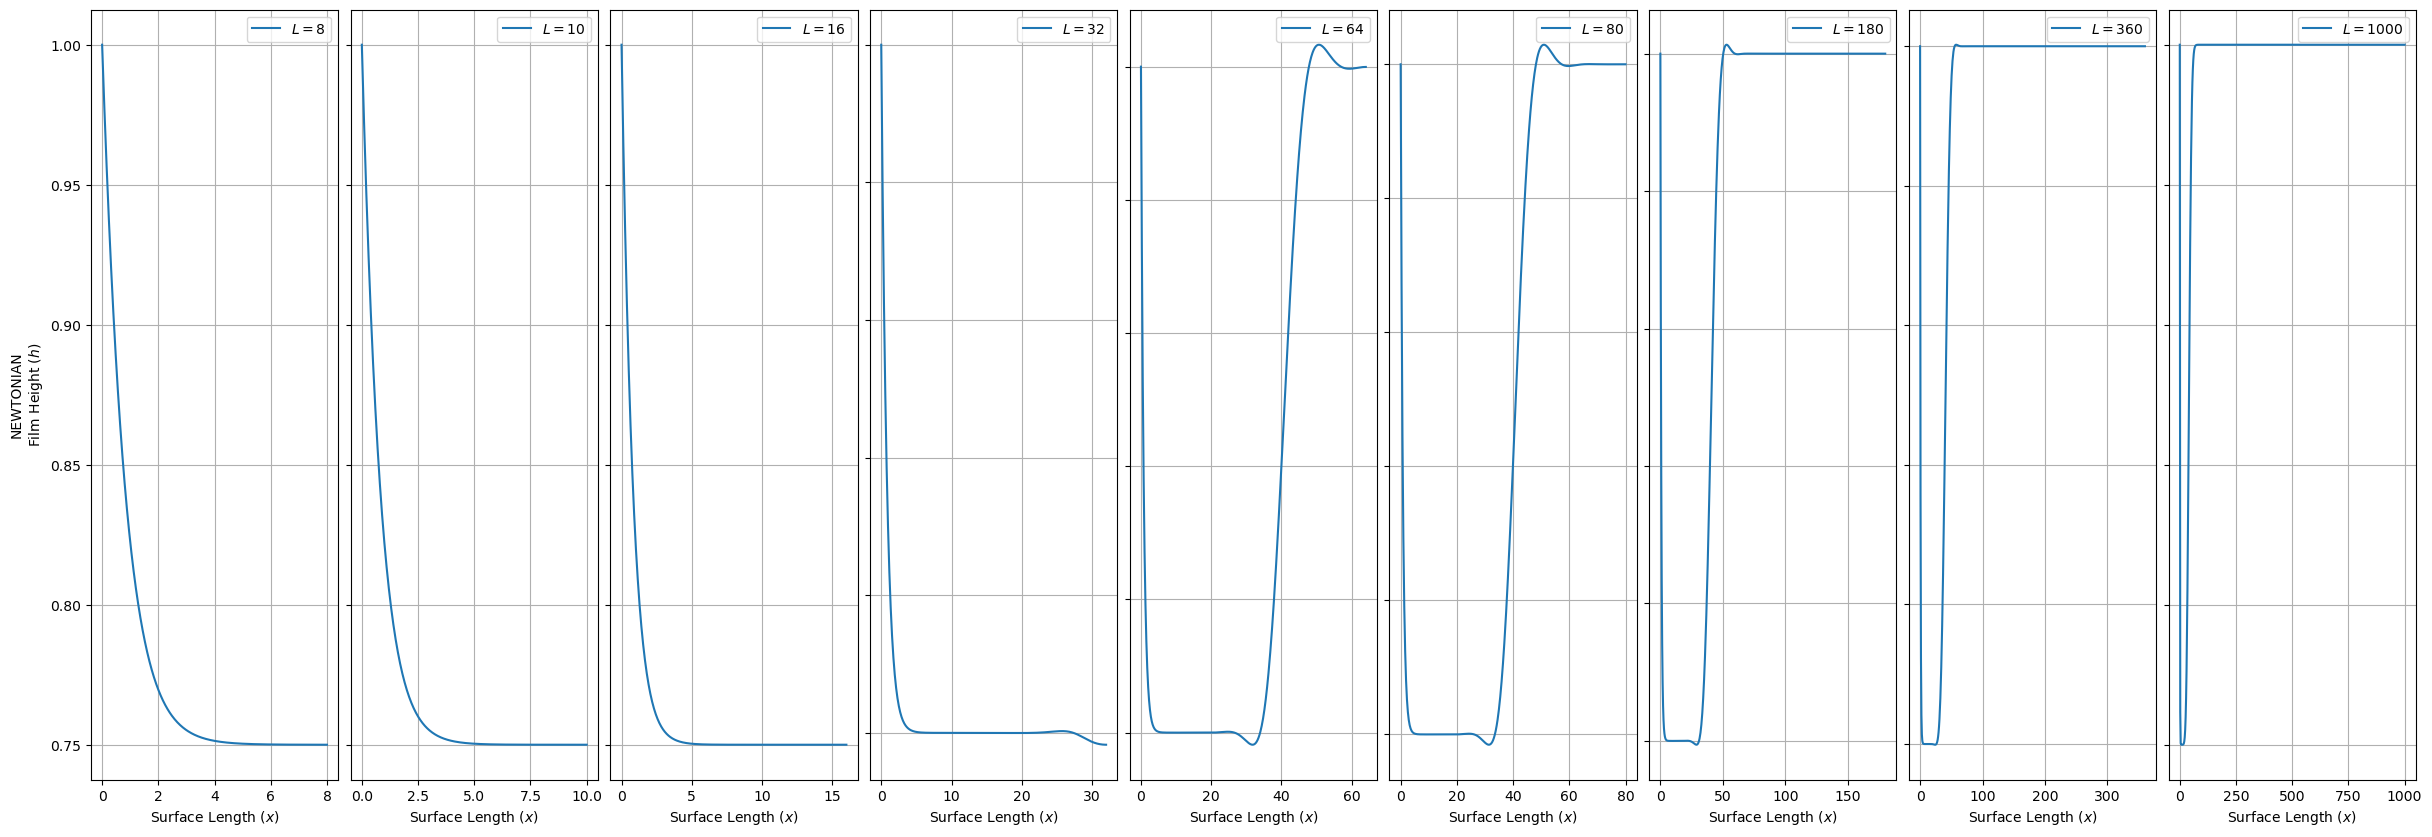 L = 8
L = 10
L = 16
L = 32
L = 64
L = 80
L = 180
L = 360
L = 1000
1.00
0.95
0.90
0.85
0.80
0.75
NEWTONIAN
Film Height (h)
0 2 4 6 8
0.0 2.5 5.0 7.5 10.0
0 5 10 15
0 10 20 30
0 20 40 60
0 20 40 60 80
0 50 100 150
0 100 200 300
0 250 500 750 1000
Surface Length (x)
Surface Length (x)
Surface Length (x)
Surface Length (x)
Surface Length (x)
Surface Length (x)
Surface Length (x)
Surface Length (x)
Surface Length (x)